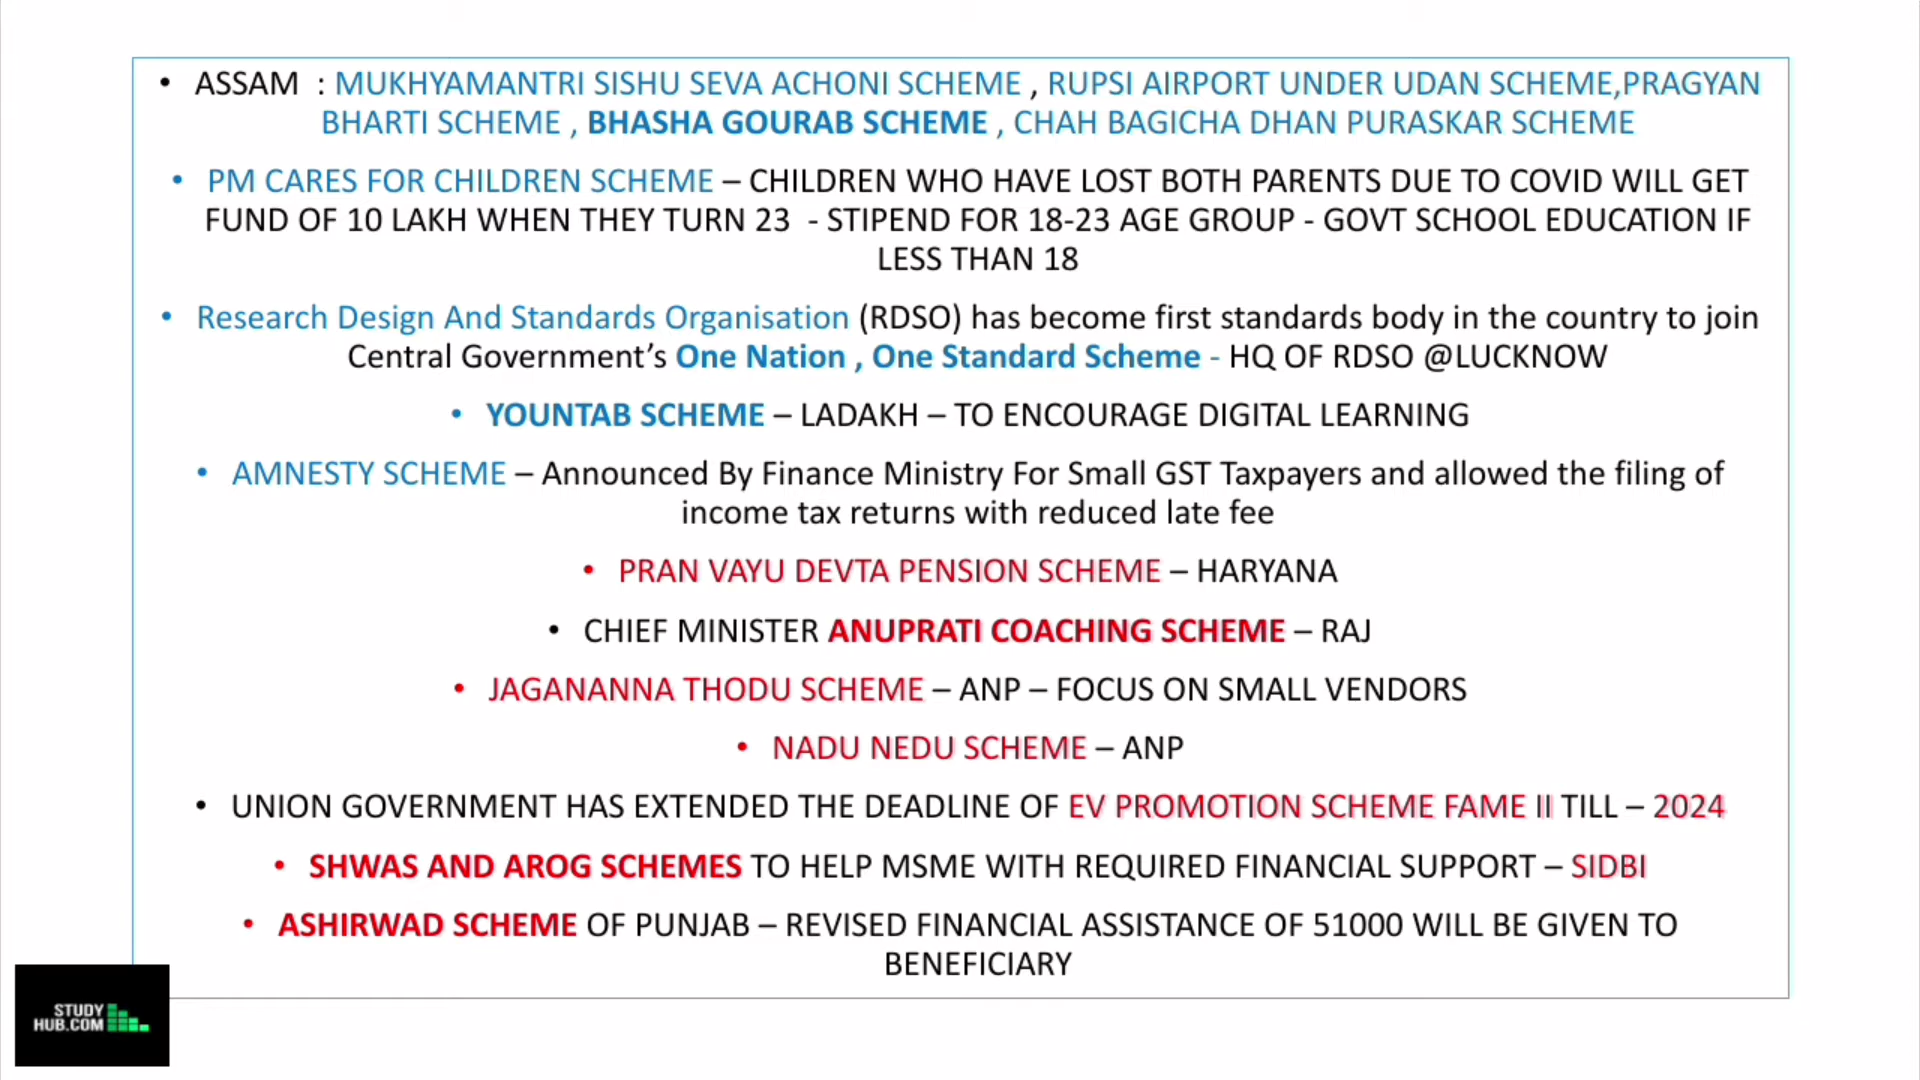 • ASSAM : MUKHYAMANTRI SISHU SEVA ACHONI SCHEME , RUPSI AIRPORT UNDER UDAN SCHEME,PRAGYAN
BHARTI SCHEME , BHASHA GOURAB SCHEME , CHAH BAGICHA DHAN PURASKAR SCHEME
• PM CARES FOR CHILDREN SCHEME – CHILDREN WHO HAVE LOST BOTH PARENTS DUE TO COVID WILL GET
FUND OF 10 LAKH WHEN THEY TURN 23 - STIPEND FOR 18-23 AGE GROUP - GOVT SCHOOL EDUCATION IF
LESS THAN 18
• Research Design And Standards Organisation (RDSO) has become first standards body in the country to join
Central Government’s One Nation , One Standard Scheme - HQ OF RDSO @LUCKNOW
• YOUNTAB SCHEME – LADAKH – TO ENCOURAGE DIGITAL LEARNING
• AMNESTY SCHEME – Announced By Finance Ministry For Small GST Taxpayers and allowed the filing of
income tax returns with reduced late fee
• PRAN VAYU DEVTA PENSION SCHEME – HARYANA
• CHIEF MINISTER ANUPRATI COACHING SCHEME – RAJ
• JAGANANNA THODU SCHEME – ANP – FOCUS ON SMALL VENDORS
• NADU NEDU SCHEME – ANP
• UNION GOVERNMENT HAS EXTENDED THE DEADLINE OF EV PROMOTION SCHEME FAME II TILL – 2024
• SHWAS AND AROG SCHEMES TO HELP MSME WITH REQUIRED FINANCIAL SUPPORT – SIDBI
• ASHIRWAD SCHEME OF PUNJAB – REVISED FINANCIAL ASSISTANCE OF 51000 WILL BE GIVEN TO
BENEFICIARY
STUDY
HUB.COM